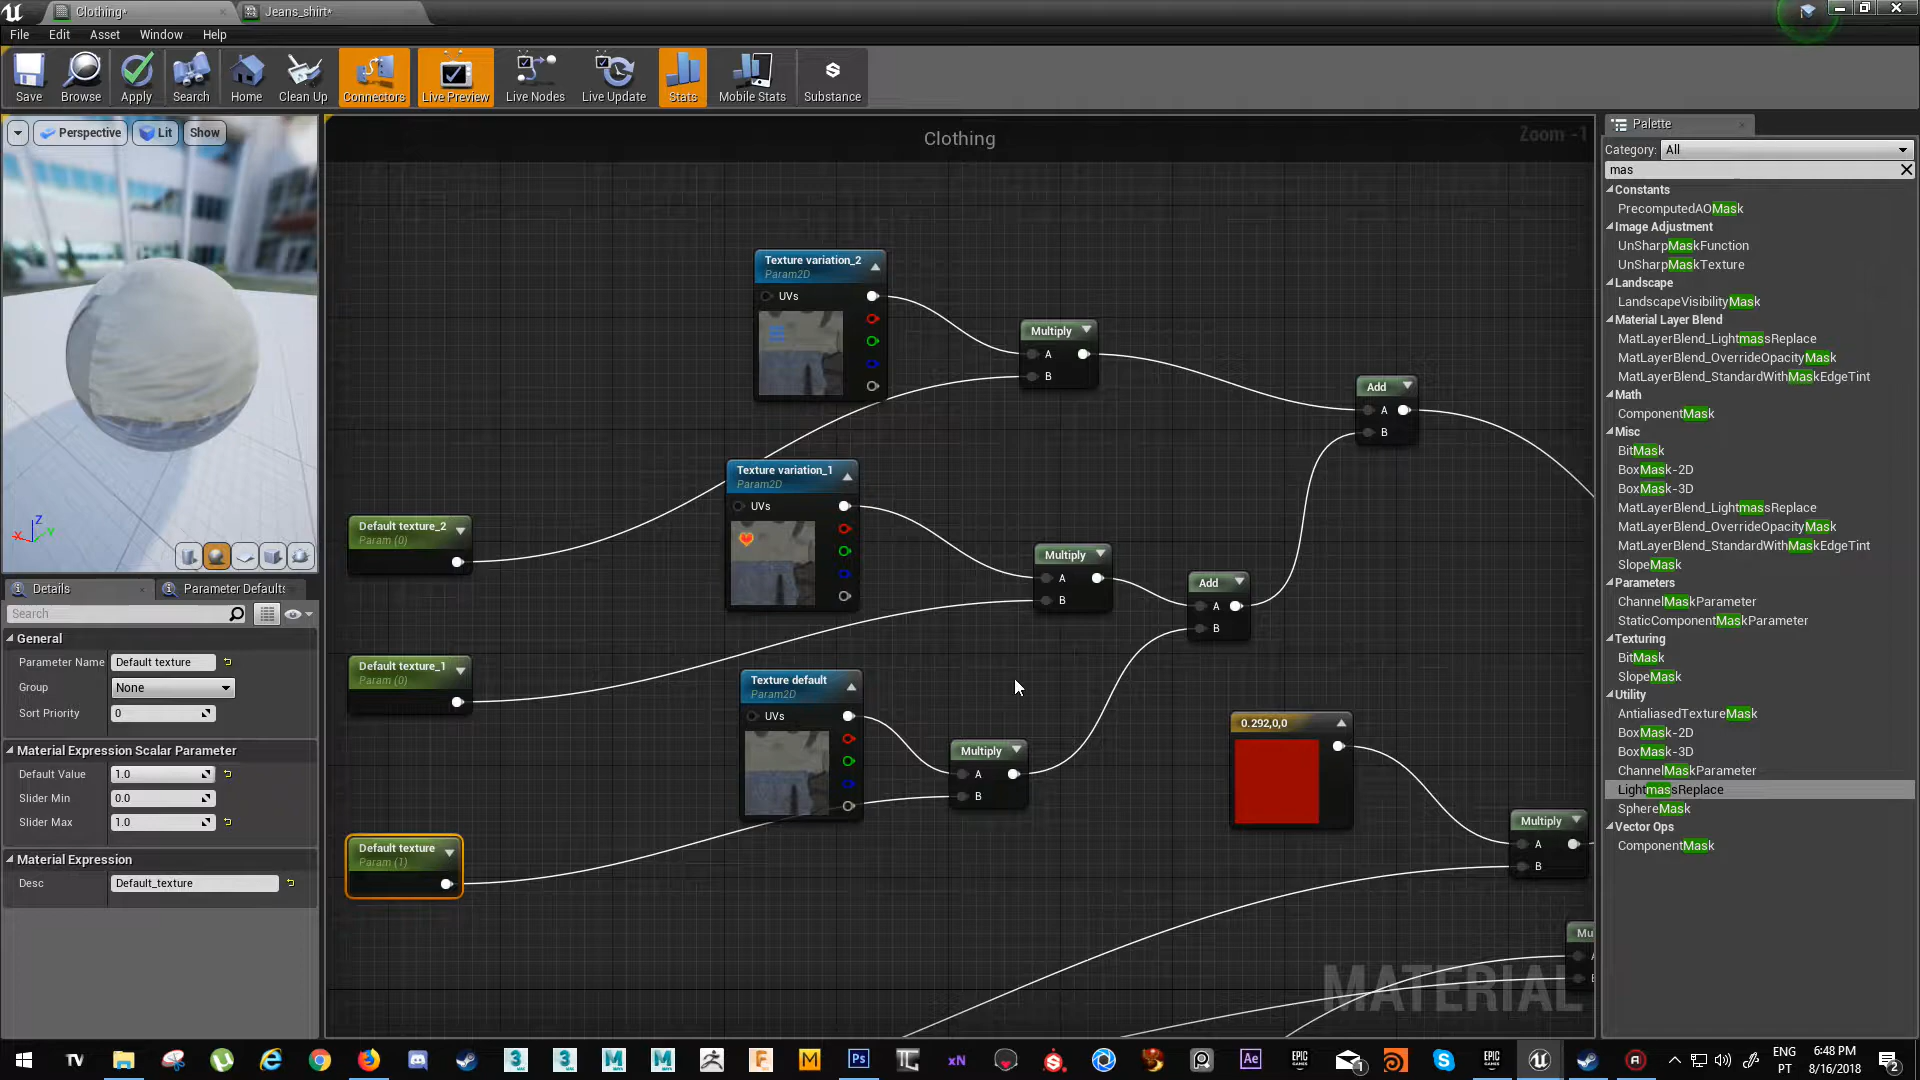 Clothing*
Jeans_shirt*
File Edit Asset Window Help
Save Browse Apply Search Home Clean Up Connectors Live Preview Live Nodes Live Update Stats Mobile Stats Substance
Perspective Lit Show
X
Z
Y
Details
Parameter Defaults
Search
General
Parameter Name Default texture
Group None
Sort Priority 0
Material Expression Scalar Parameter
Default Value 1.0
Slider Min 0.0
Slider Max 1.0
Material Expression
Desc Default_texture
Clothing
Zoom -1
Texture variation_2
Param2D
UVs
Multiply
A
B
Add
A
B
Texture variation_1
Param2D
UVs
Default texture_2
Param (0)
Multiply
A
B
Add
A
B
Default texture_1
Param (0)
Texture default
Param2D
UVs
Multiply
A
B
0.292,0,0
Multiply
A
B
Default texture
Param (1)
Mu
MATERIAL
Palette
Category: All
mas
Constants
PrecomputedAOMask
Image Adjustment
UnSharpMaskFunction
UnSharpMaskTexture
Landscape
LandscapeVisibilityMask
Material Layer Blend
MatLayerBlend_LightmassReplace
MatLayerBlend_OverrideOpacityMask
MatLayerBlend_StandardWithMaskEdgeTint
Math
ComponentMask
Misc
BitMask
BoxMask-2D
BoxMask-3D
MatLayerBlend_LightmassReplace
MatLayerBlend_OverrideOpacityMask
MatLayerBlend_StandardWithMaskEdgeTint
SlopeMask
Parameters
ChannelMaskParameter
StaticComponentMaskParameter
Texturing
BitMask
SlopeMask
Utility
AntialiasedTextureMask
BoxMask-2D
BoxMask-3D
ChannelMaskParameter
LightmassReplace
SphereMask
Vector Ops
ComponentMask
ENG
PT
6:48 PM
8/16/2018